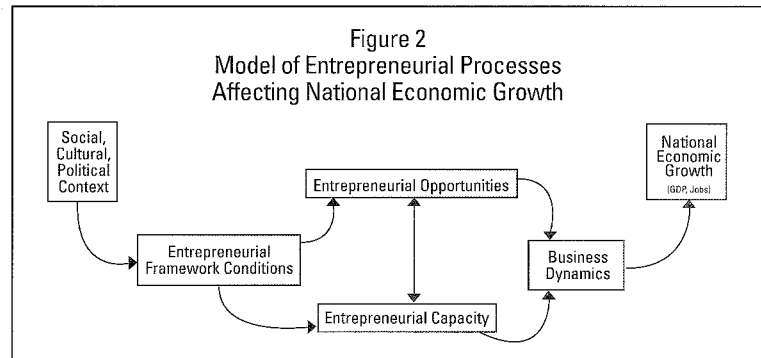 Figure 2
Model of Entrepreneurial Processes
Affecting National Economic Growth
Social,
Cultural,
Political
Context
National
Economic
Growth
(GDP, Jobs)
Entrepreneurial Opportunities
Entrepreneurial
Framework Conditions
Business
Dynamics
Entrepreneurial Capacity